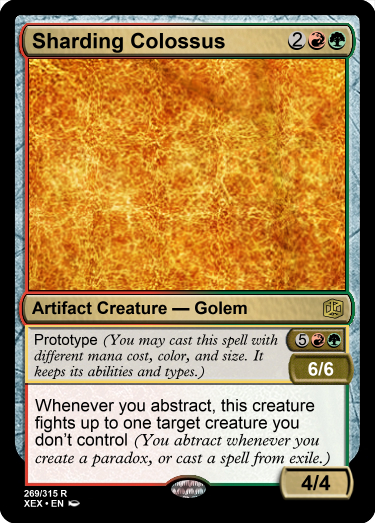 Sharding Colossus 2
Artifact Creature — Golem
Prototype (You may cast this spell with 5
different mana cost, color, and size. It
keeps its abilities and types.) 6/6
Whenever you abstract, this creature
fights up to one target creature you
don't control (You abtract whenever you
create a paradox, or cast a spell from exile.)
4/4
269/315 R
XEX • EN